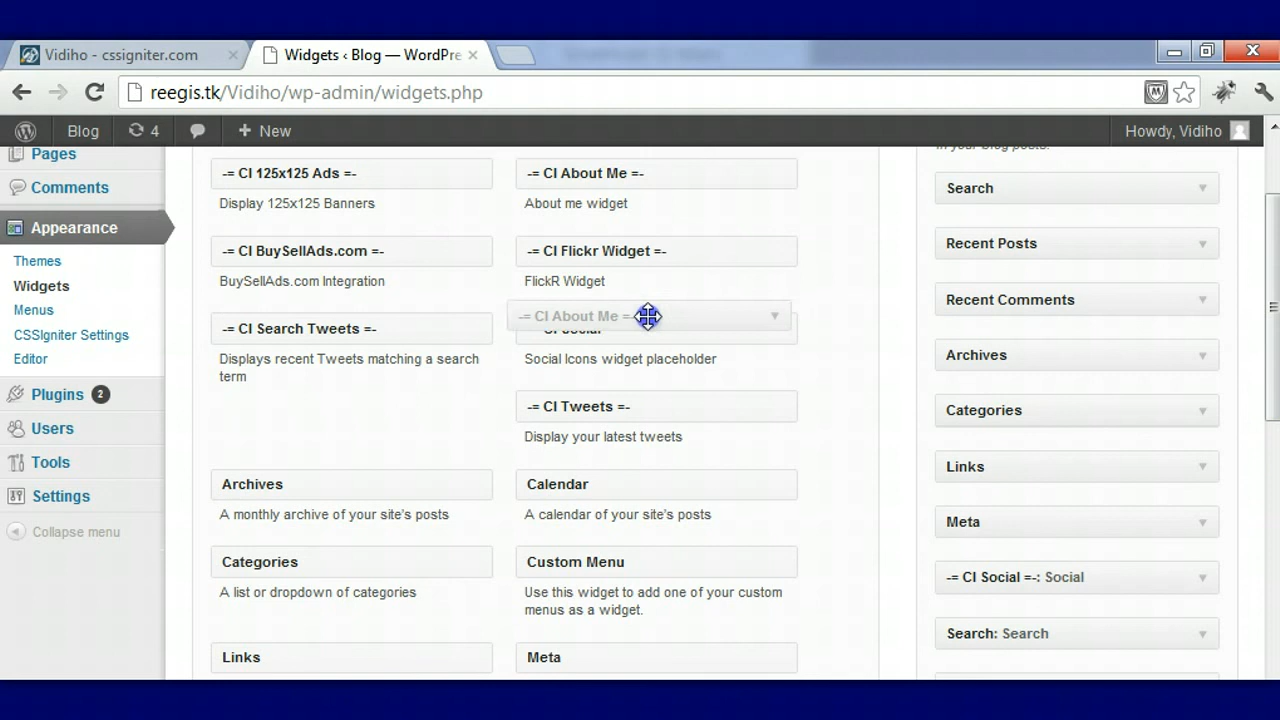 Vidiho - cssigniter.com
Widgets ‹ Blog — WordPre
reegis.tk/Vidiho/wp-admin/widgets.php
Blog 4 + New Howdy, Vidiho
Pages
Comments
Appearance
Themes
Widgets
Menus
CSSIgniter Settings
Editor
Plugins 2
Users
Tools
Settings
Collapse menu
-= CI 125x125 Ads =-
Display 125x125 Banners
-= CI About Me =-
About me widget
-= CI BuySellAds.com =-
BuySellAds.com Integration
-= CI Flickr Widget =-
FlickR Widget
-= CI About Me =
-= CI Search Tweets =-
Displays recent Tweets matching a search
term
Social Icons widget placeholder
-= CI Tweets =-
Display your latest tweets
Archives
A monthly archive of your site's posts
Calendar
A calendar of your site's posts
Categories
A list or dropdown of categories
Custom Menu
Use this widget to add one of your custom
menus as a widget.
Links
Meta
in your blog posts.
Search
Recent Posts
Recent Comments
Archives
Categories
Links
Meta
-= CI Social =-: Social
Search: Search